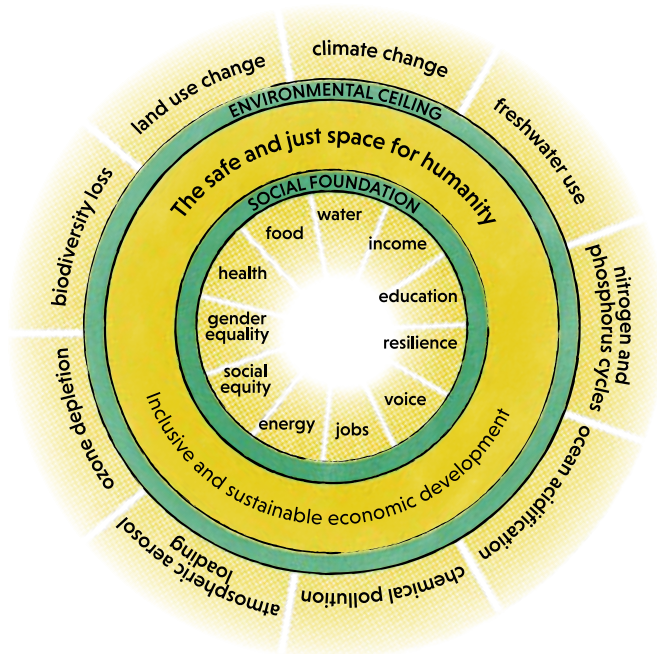 climate change
freshwater use
nitrogen and
phosphorus cycles
ocean acidification
chemical pollution
atmospheric aerosol
loading
ozone depletion
biodiversity loss
land use change
ENVIRONMENTAL CEILING
The safe and just space for humanity
SOCIAL FOUNDATION
water
income
education
resilience
voice
jobs
energy
social
equity
gender
equality
health
food
Inclusive and sustainable economic development